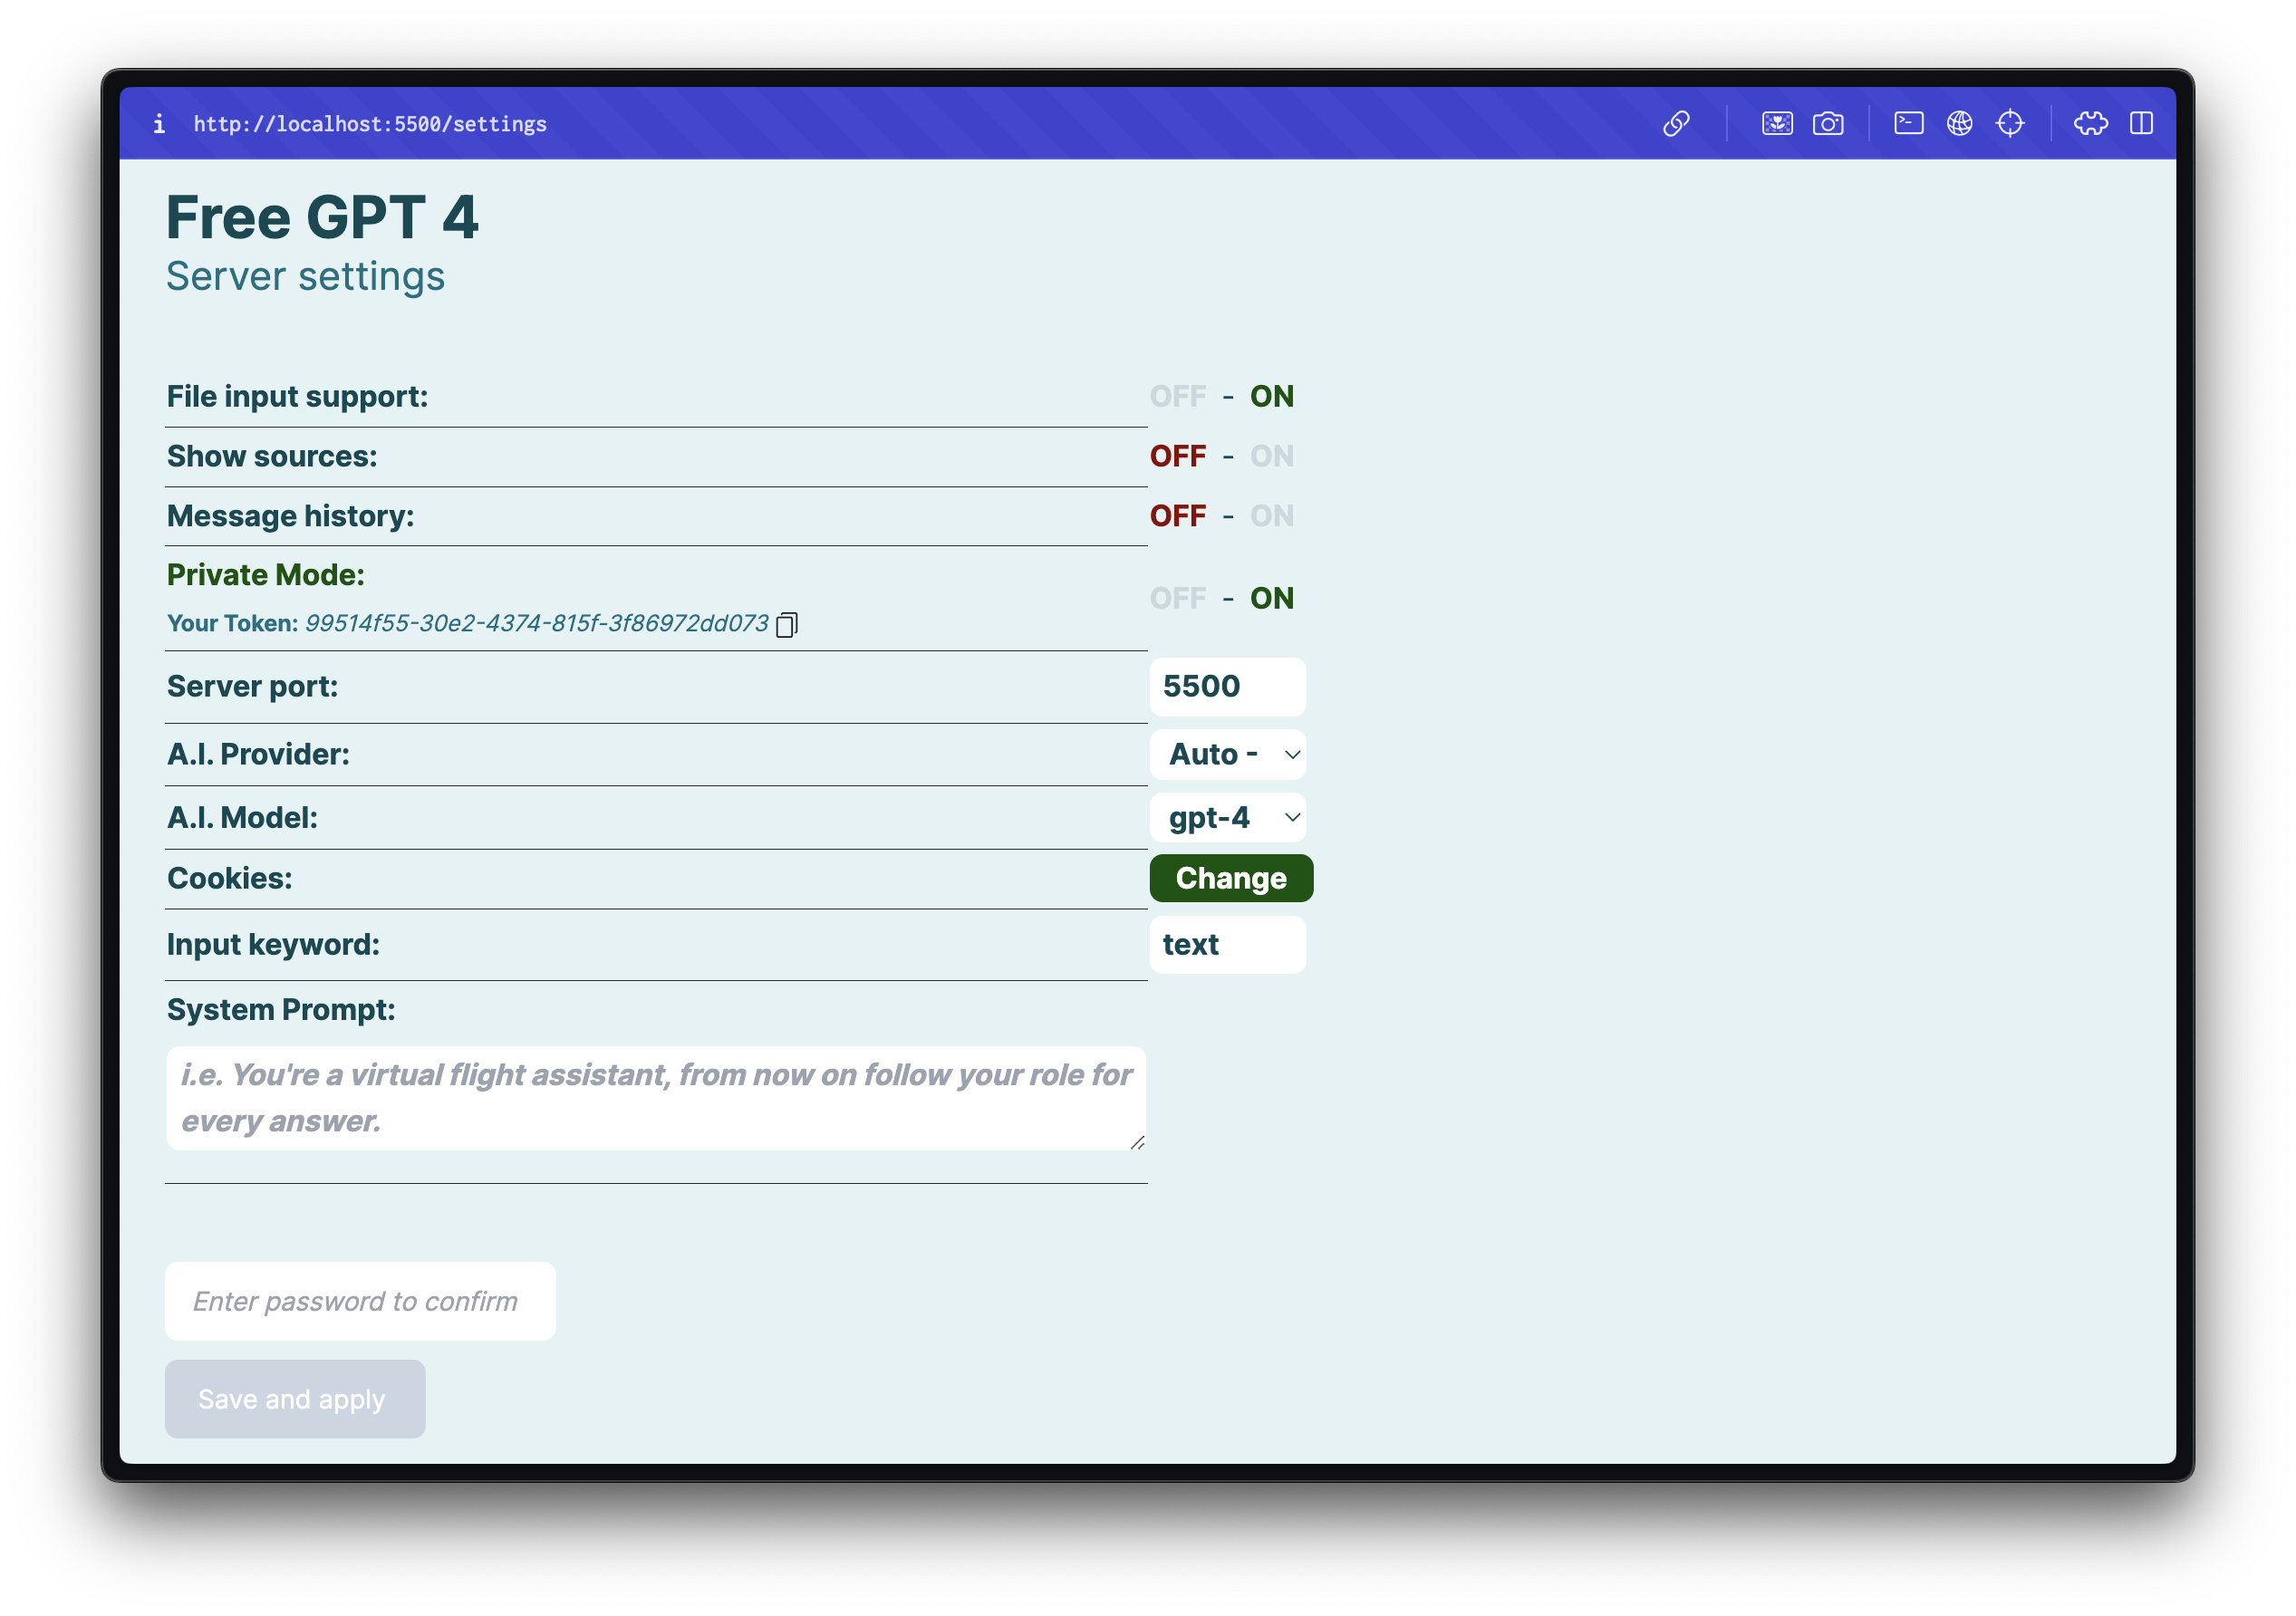 i http://localhost:5500/settings
Free GPT 4
Server settings
File input support: OFF - ON
Show sources: OFF - ON
Message history: OFF - ON
Private Mode: OFF - ON
Your Token: 99514f55-30e2-4374-815f-3f86972dd073
Server port: 5500
A.I. Provider: Auto -
A.I. Model: gpt-4
Cookies: Change
Input keyword: text
System Prompt:
i.e. You're a virtual flight assistant, from now on follow your role for
every answer.
Enter password to confirm
Save and apply